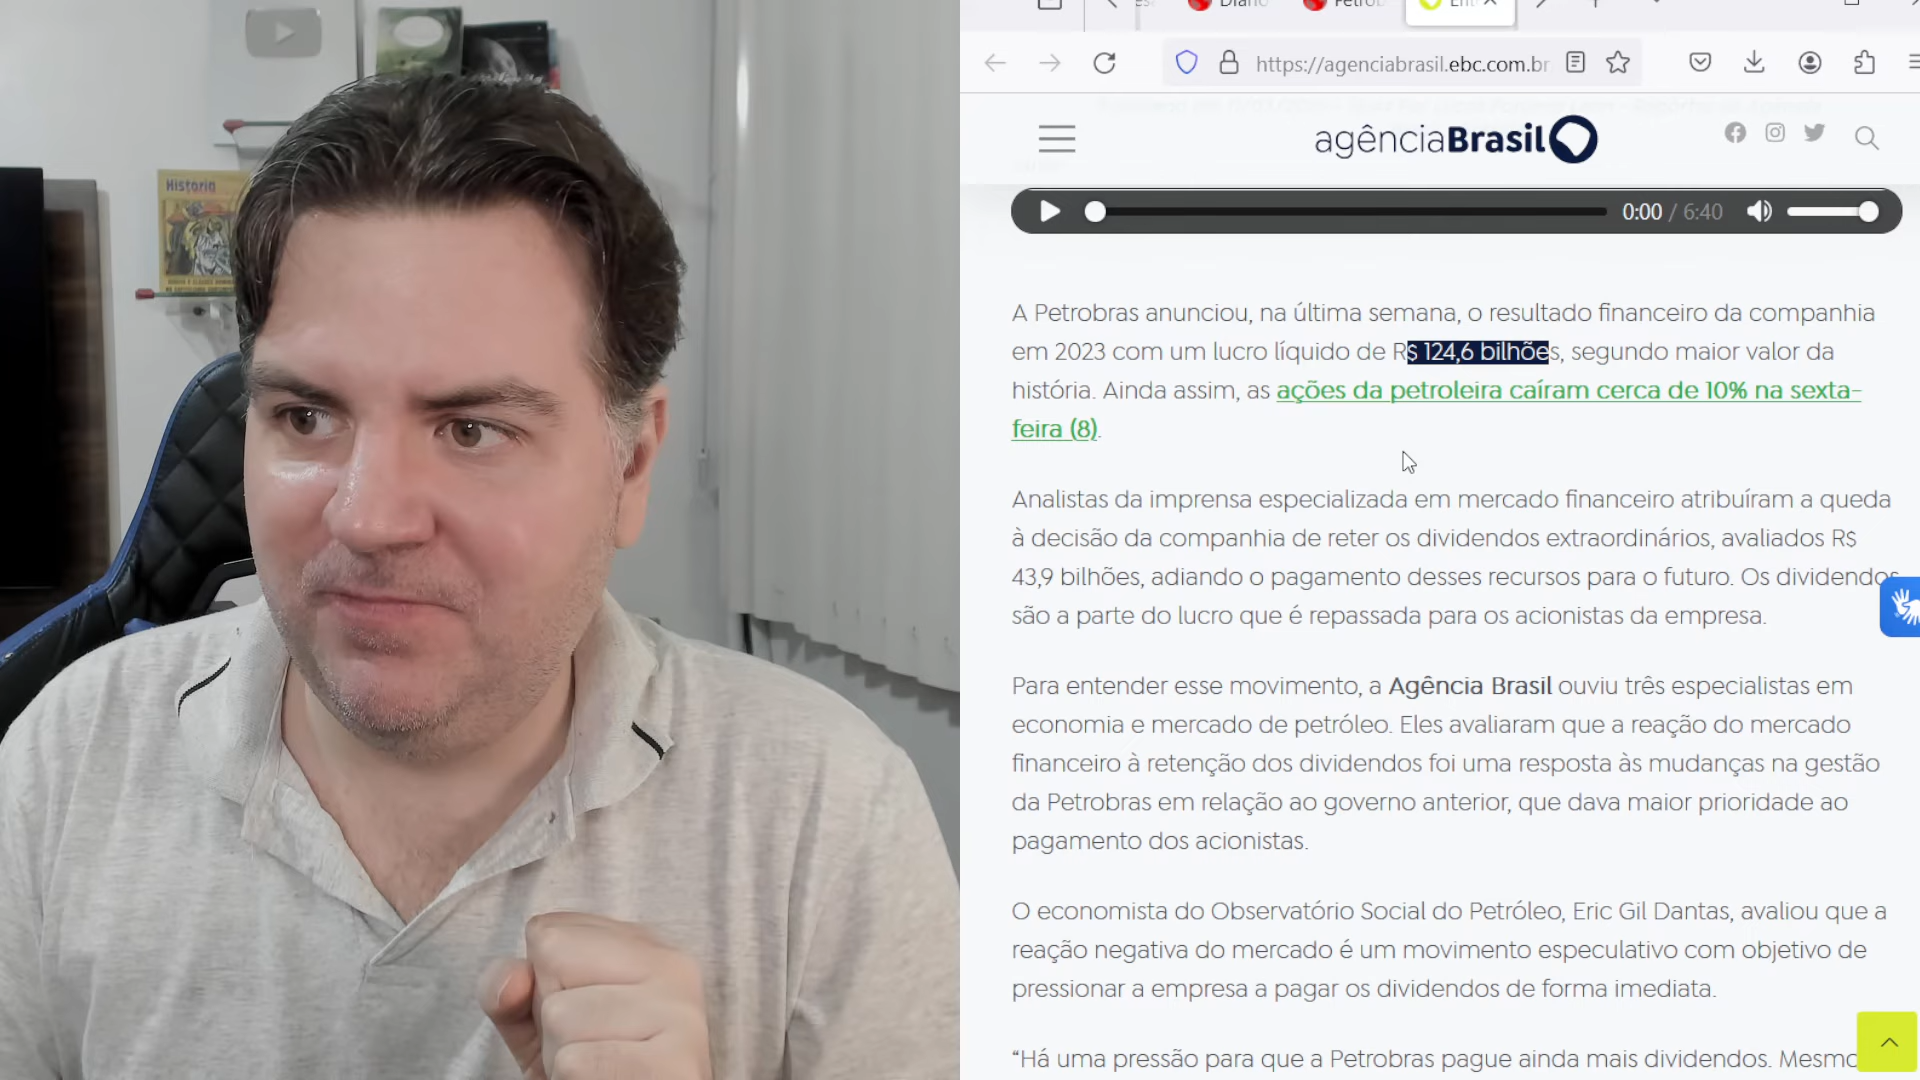 História
https://agenciabrasil.ebc.com.br
agênciaBrasil
0:00 / 6:40
A Petrobras anunciou, na última semana, o resultado financeiro da companhia
em 2023 com um lucro líquido de R$ 124,6 bilhões, segundo maior valor da
história. Ainda assim, as ações da petroleira caíram cerca de 10% na sexta-
feira (8).
Analistas da imprensa especializada em mercado financeiro atribuíram a queda
à decisão da companhia de reter os dividendos extraordinários, avaliados R$
43,9 bilhões, adiando o pagamento desses recursos para o futuro. Os dividendos
são a parte do lucro que é repassada para os acionistas da empresa.
Para entender esse movimento, a Agência Brasil ouviu três especialistas em
economia e mercado de petróleo. Eles avaliaram que a reação do mercado
financeiro à retenção dos dividendos foi uma resposta às mudanças na gestão
da Petrobras em relação ao governo anterior, que dava maior prioridade ao
pagamento dos acionistas.
O economista do Observatório Social do Petróleo, Eric Gil Dantas, avaliou que a
reação negativa do mercado é um movimento especulativo com objetivo de
pressionar a empresa a pagar os dividendos de forma imediata.
“Há uma pressão para que a Petrobras pague ainda mais dividendos. Mesmo